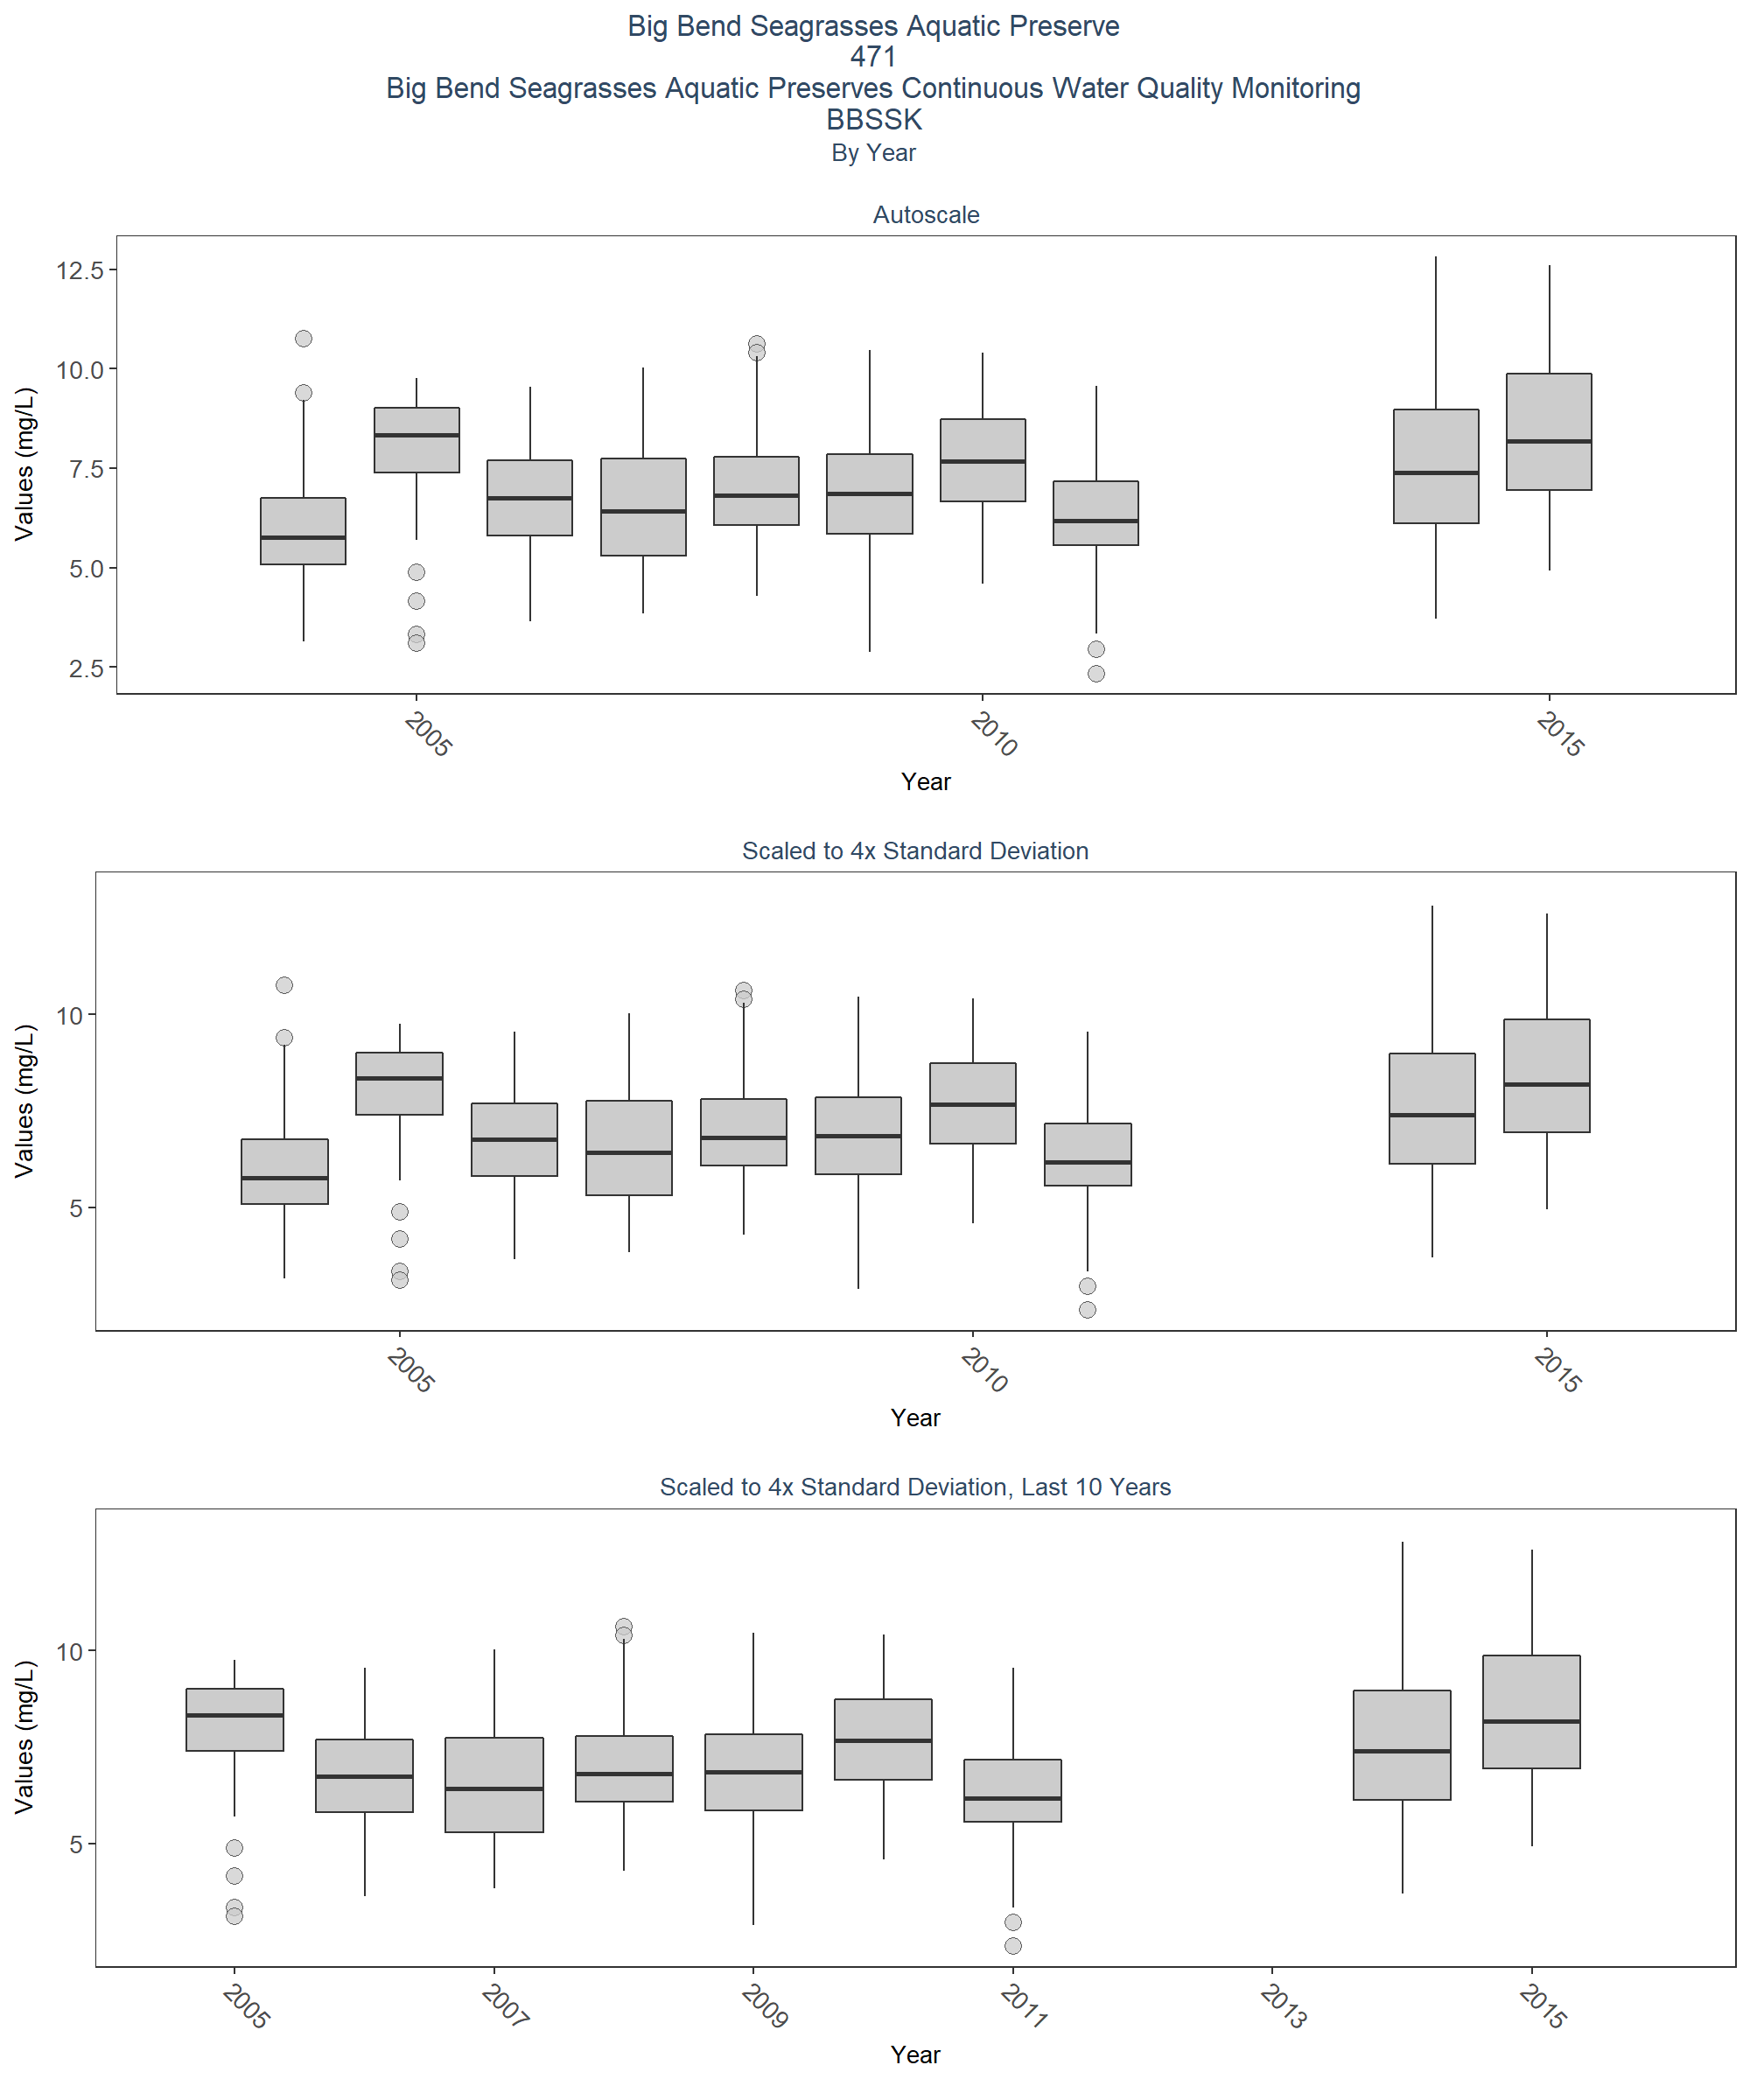 Big Bend Seagrasses Aquatic Preserve
471
Big Bend Seagrasses Aquatic Preserves Continuous Water Quality Monitoring
BBSSK
By Year
Autoscale
Values (mg/L)
12.5
10.0
7.5
5.0
2.5
2005
2010
2015
Year
Scaled to 4x Standard Deviation
Values (mg/L)
10
5
2005
2010
2015
Year
Scaled to 4x Standard Deviation, Last 10 Years
Values (mg/L)
10
5
2005
2007
2009
2011
2013
2015
Year